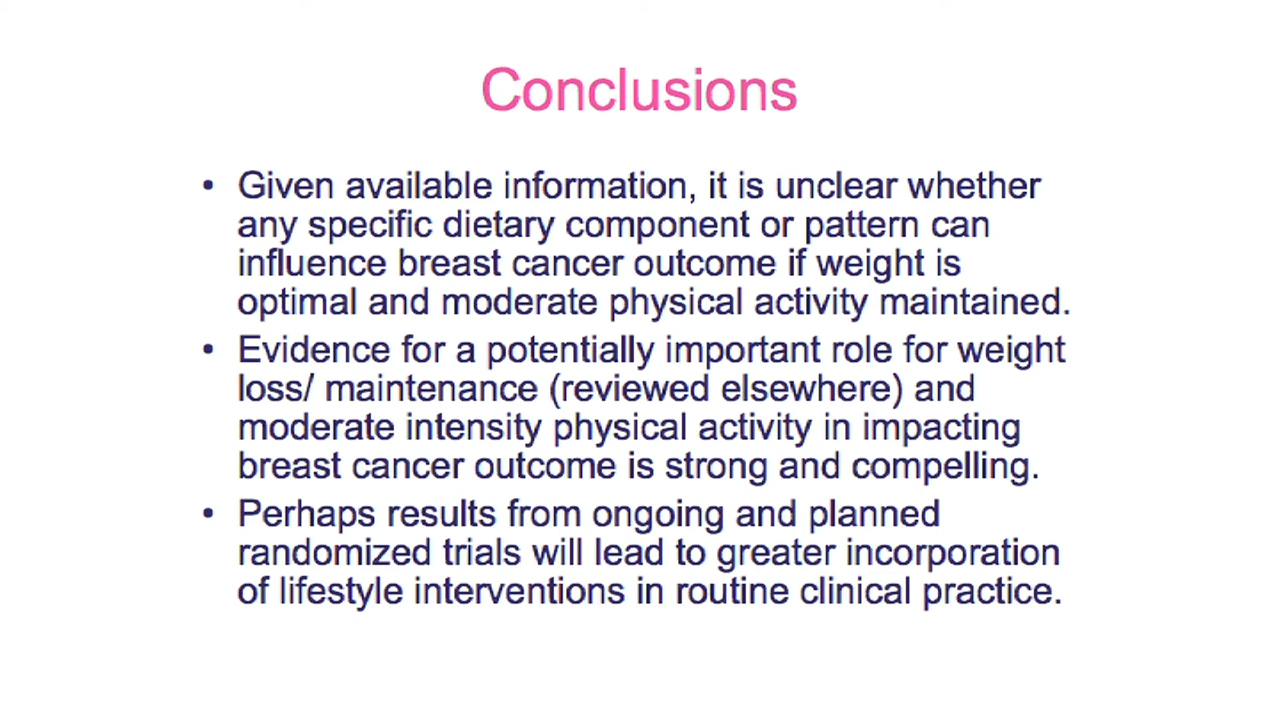 Conclusions
• Given available information, it is unclear whether
any specific dietary component or pattern can
influence breast cancer outcome if weight is
optimal and moderate physical activity maintained.
• Evidence for a potentially important role for weight
loss/ maintenance (reviewed elsewhere) and
moderate intensity physical activity in impacting
breast cancer outcome is strong and compelling.
• Perhaps results from ongoing and planned
randomized trials will lead to greater incorporation
of lifestyle interventions in routine clinical practice.